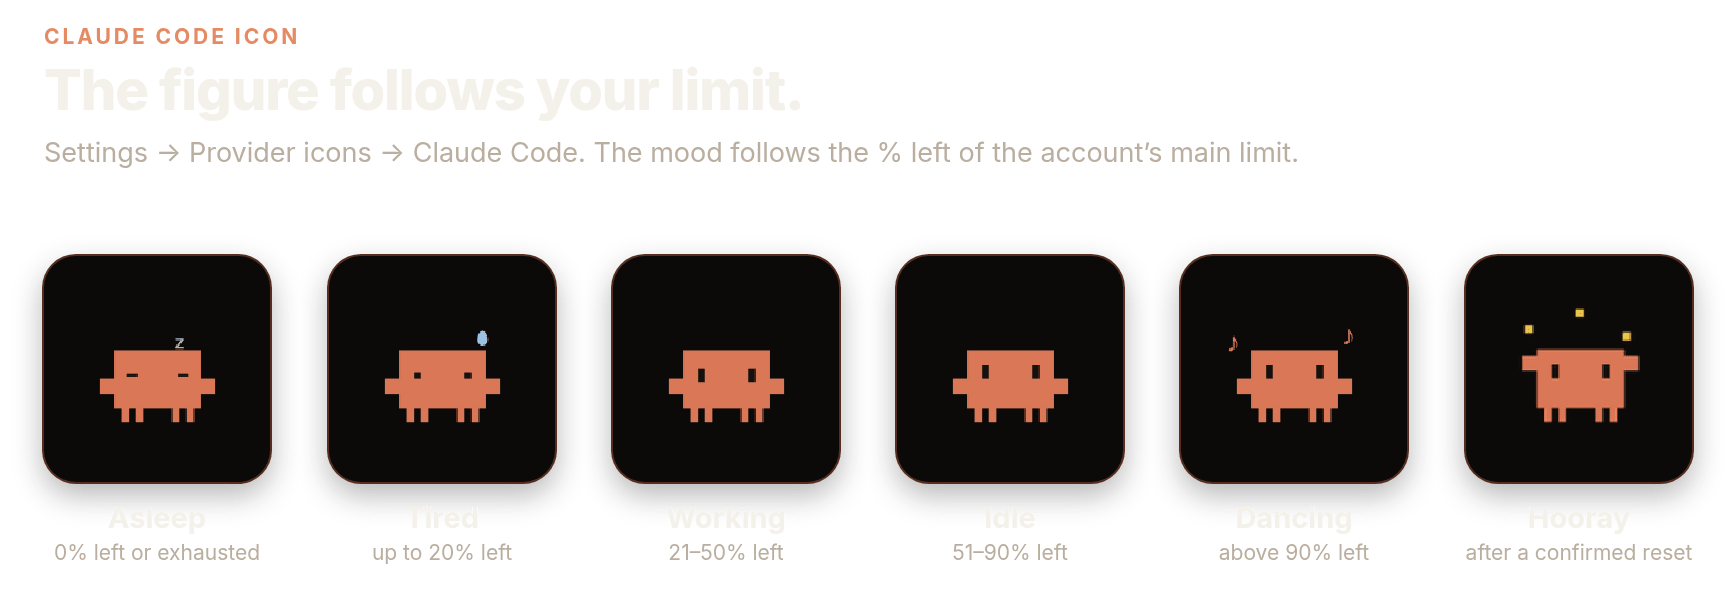 CLAUDE CODE ICON
The figure follows your limit.
Settings → Provider icons → Claude Code. The mood follows the % left of the account’s main limit.
z
Asleep
0% left or exhausted
Tired
up to 20% left
Working
21–50% left
Idle
51–90% left
Dancing
above 90% left
Hooray
after a confirmed reset